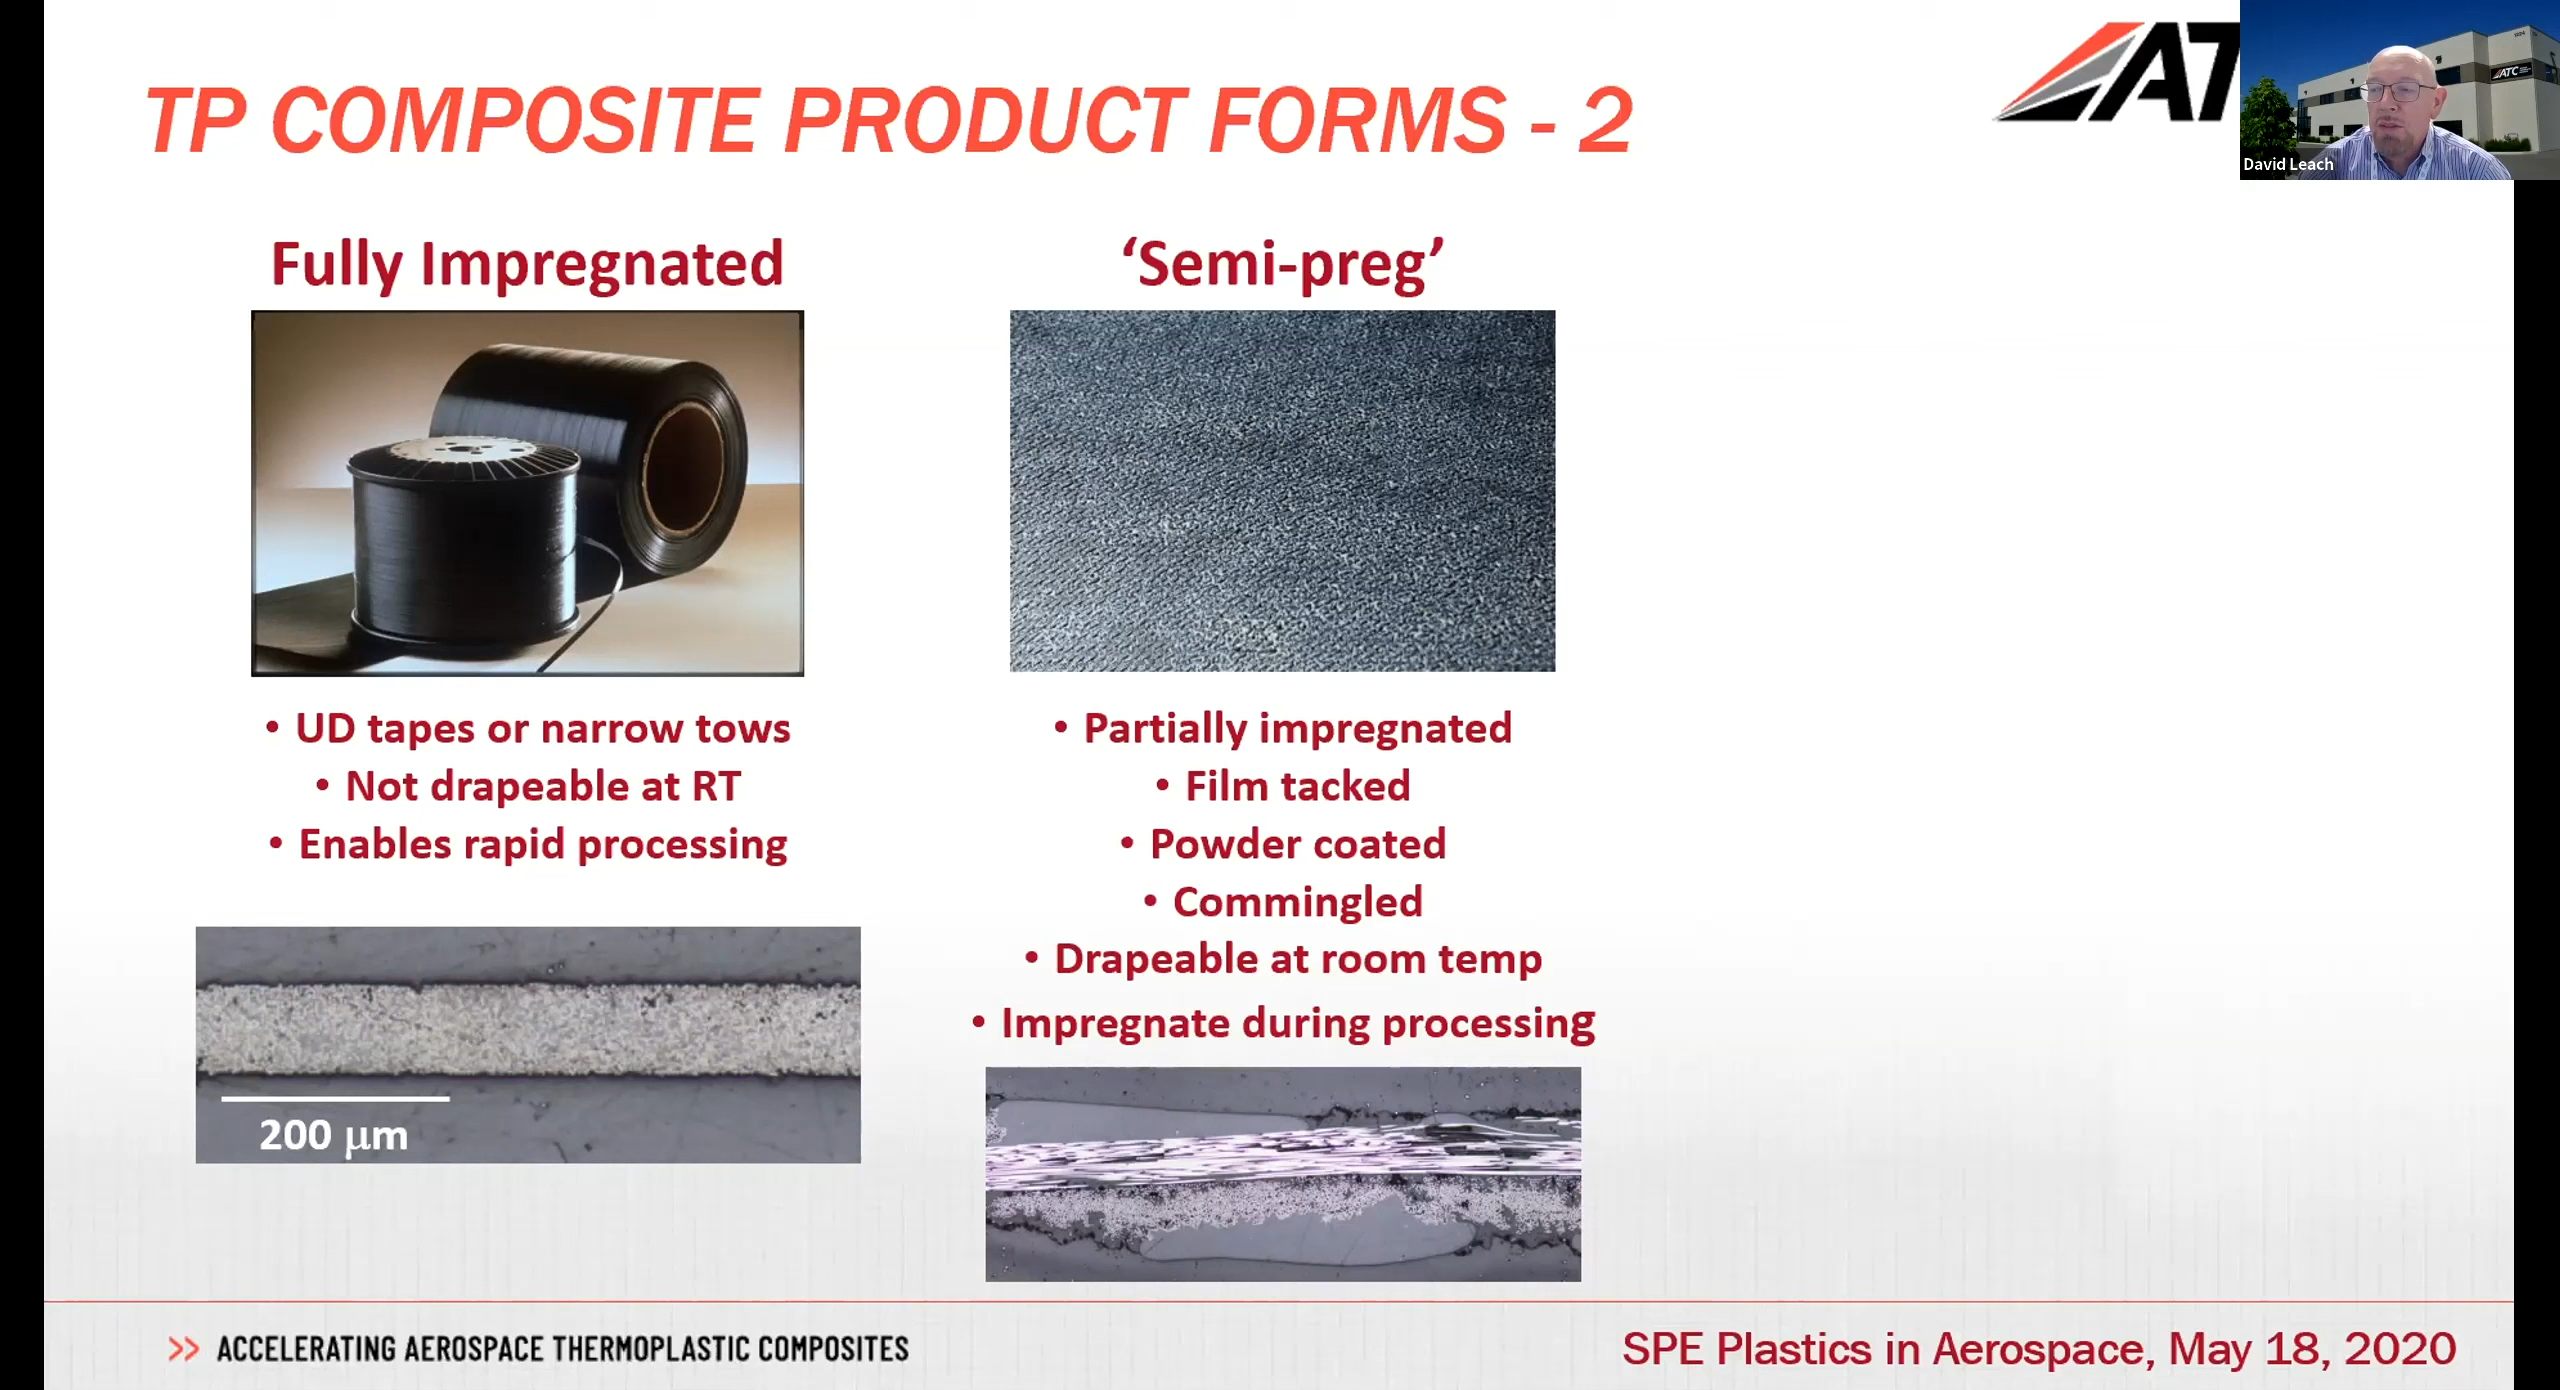 TP COMPOSITE PRODUCT FORMS - 2
AT
ATC
David Leach
Fully Impregnated
• UD tapes or narrow tows
• Not drapeable at RT
• Enables rapid processing
200 μm
‘Semi-preg’
• Partially impregnated
• Film tacked
• Powder coated
• Commingled
• Drapeable at room temp
• Impregnate during processing
>> ACCELERATING AEROSPACE THERMOPLASTIC COMPOSITES
SPE Plastics in Aerospace, May 18, 2020